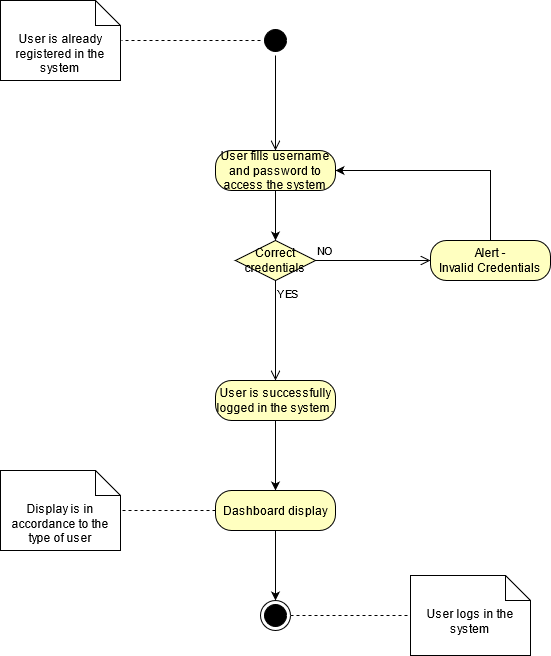 User is already
registered in the
system
User fills username
and password to
access the system
Correct
credentials
NO
Alert -
Invalid Credentials
YES
User is successfully
logged in the system.
Display is in
accordance to the
type of user
Dashboard display
User logs in the
system